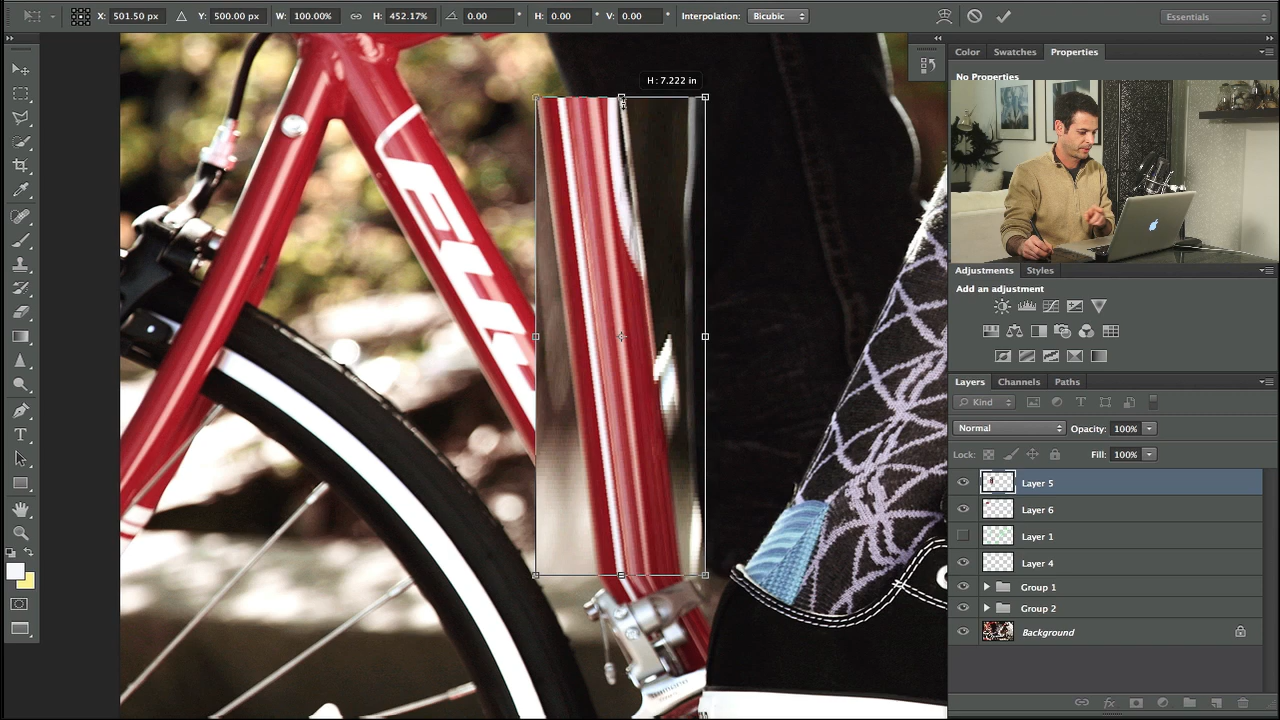 X: 501.50 px Y: 500.00 px W: 100.00% H: 452.17% 0.00 ° H: 0.00 ° V: 0.00 ° Interpolation: Bicubic Essentials
Color Swatches Properties
No Properties
H: 7.222 in
Adjustments Styles
Add an adjustment
Layers Channels Paths
Kind T
Normal Opacity: 100%
Lock: Fill: 100%
Layer 5
Layer 6
Layer 1
Layer 4
Group 1
Group 2
Background
T
fx